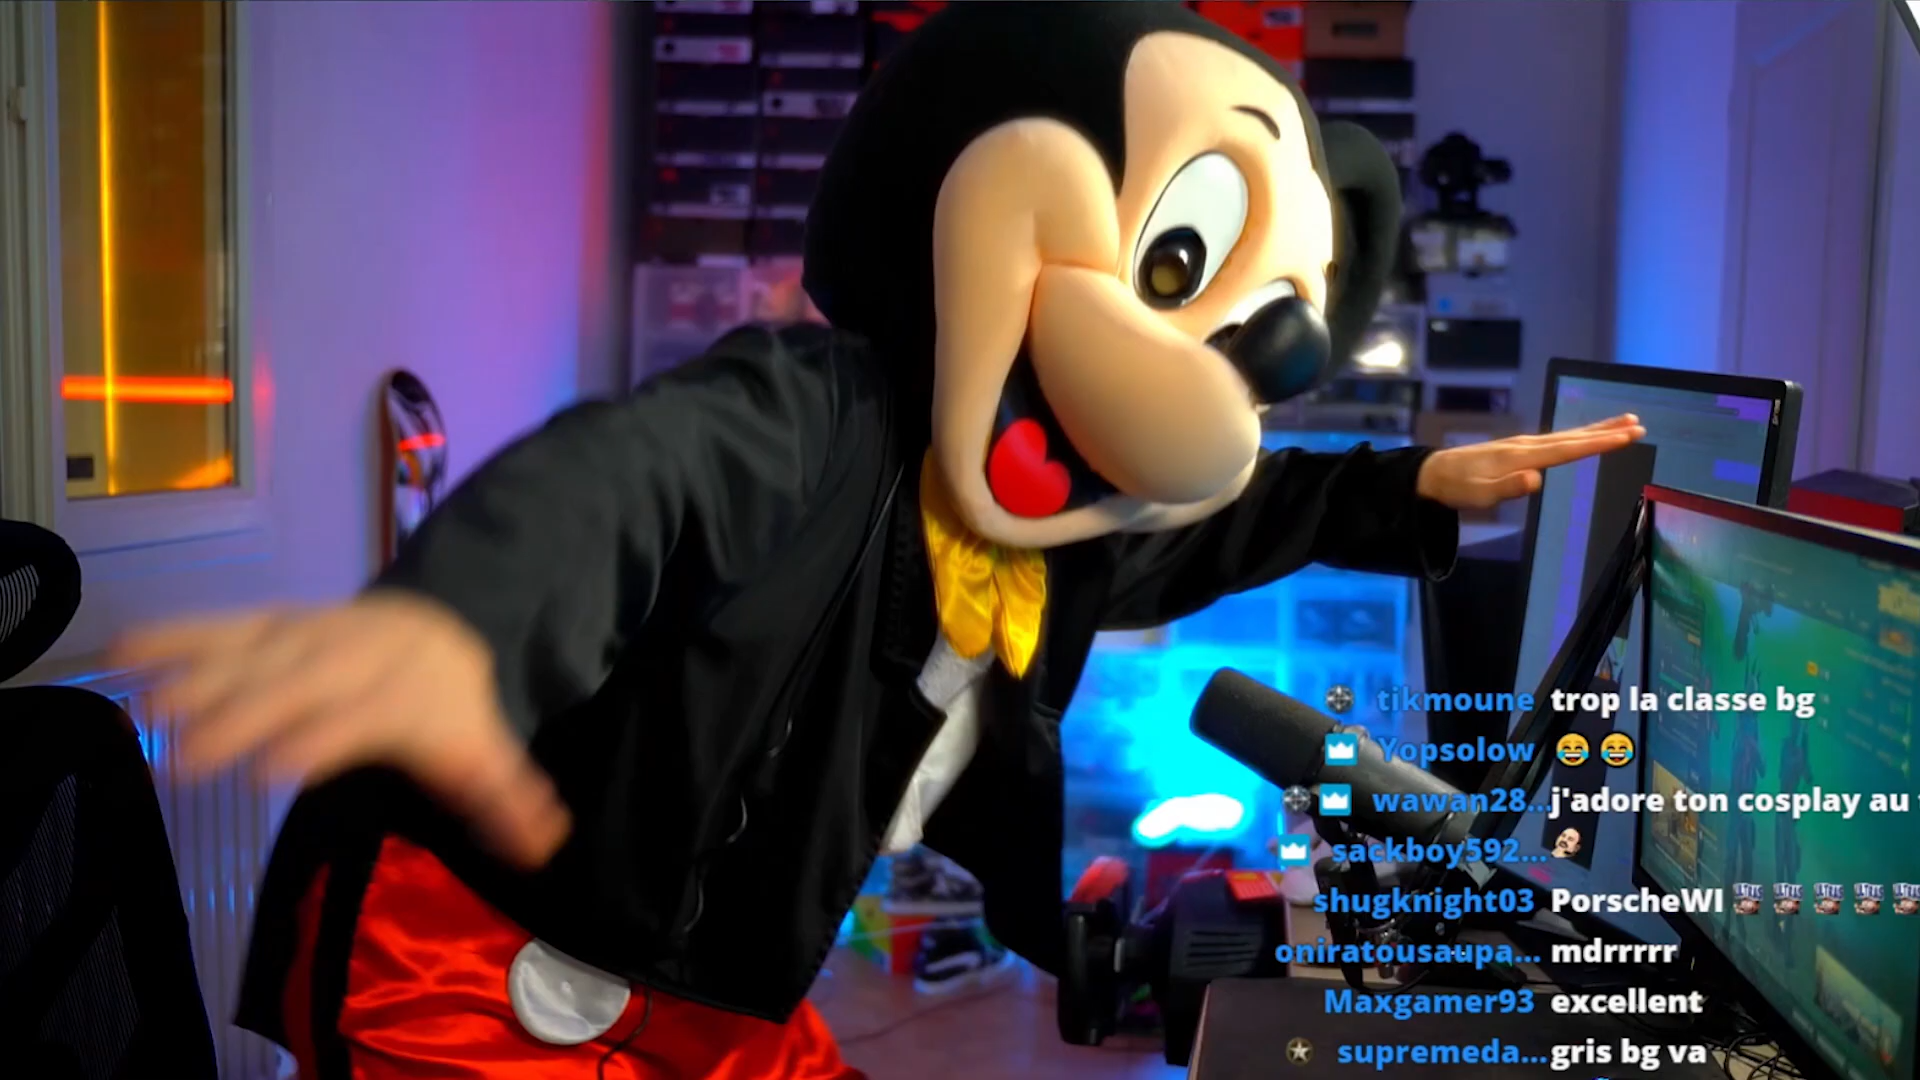 tikmoune trop la classe bg
Yopsolow 😂 😂
wawan28... j'adore ton cosplay au
sackboy592...
shugknight03 PorscheWI
oniratousaupa... mdrrrrr
Maxgamer93 excellent
supremeda... gris bg va